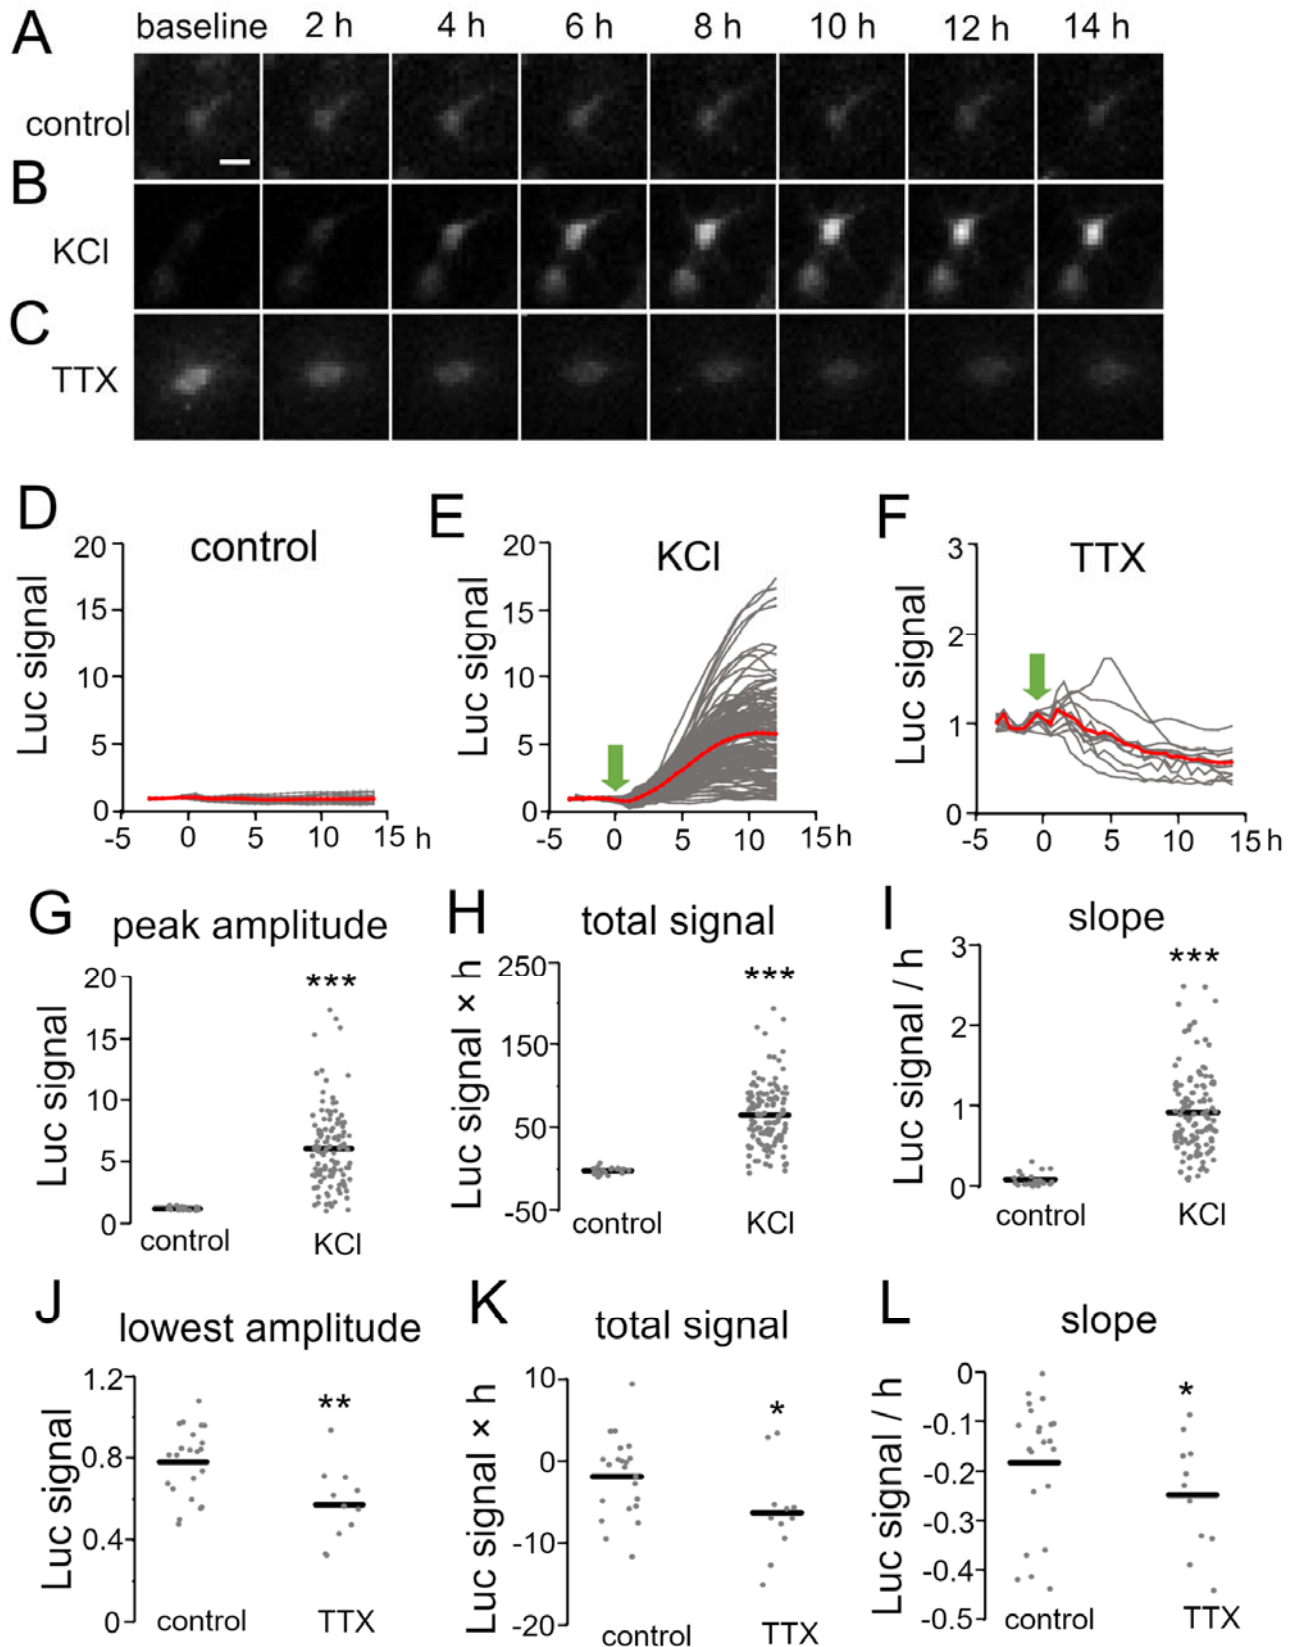 A
baseline 2 h 4 h 6 h 8 h 10 h 12 h 14 h
control
B
KCl
C
TTX
D
control
Luc signal
20
15
10
5
0
-5 0 5 10 15 h
E
KCl
Luc signal
20
15
10
5
0
-5 0 5 10 15 h
F
TTX
Luc signal
3
2
1
0
-5 0 5 10 15 h
G
peak amplitude
Luc signal
20
15
10
5
0
***
control KCl
H
total signal
Luc signal × h
250
150
50
-50
***
control KCl
I
slope
Luc signal / h
3
2
1
0
***
control KCl
J
lowest amplitude
Luc signal
1.2
0.8
0.4
0
**
control TTX
K
total signal
Luc signal × h
10
0
-10
-20
*
control TTX
L
slope
Luc signal / h
0
-0.1
-0.2
-0.3
-0.4
-0.5
*
control TTX